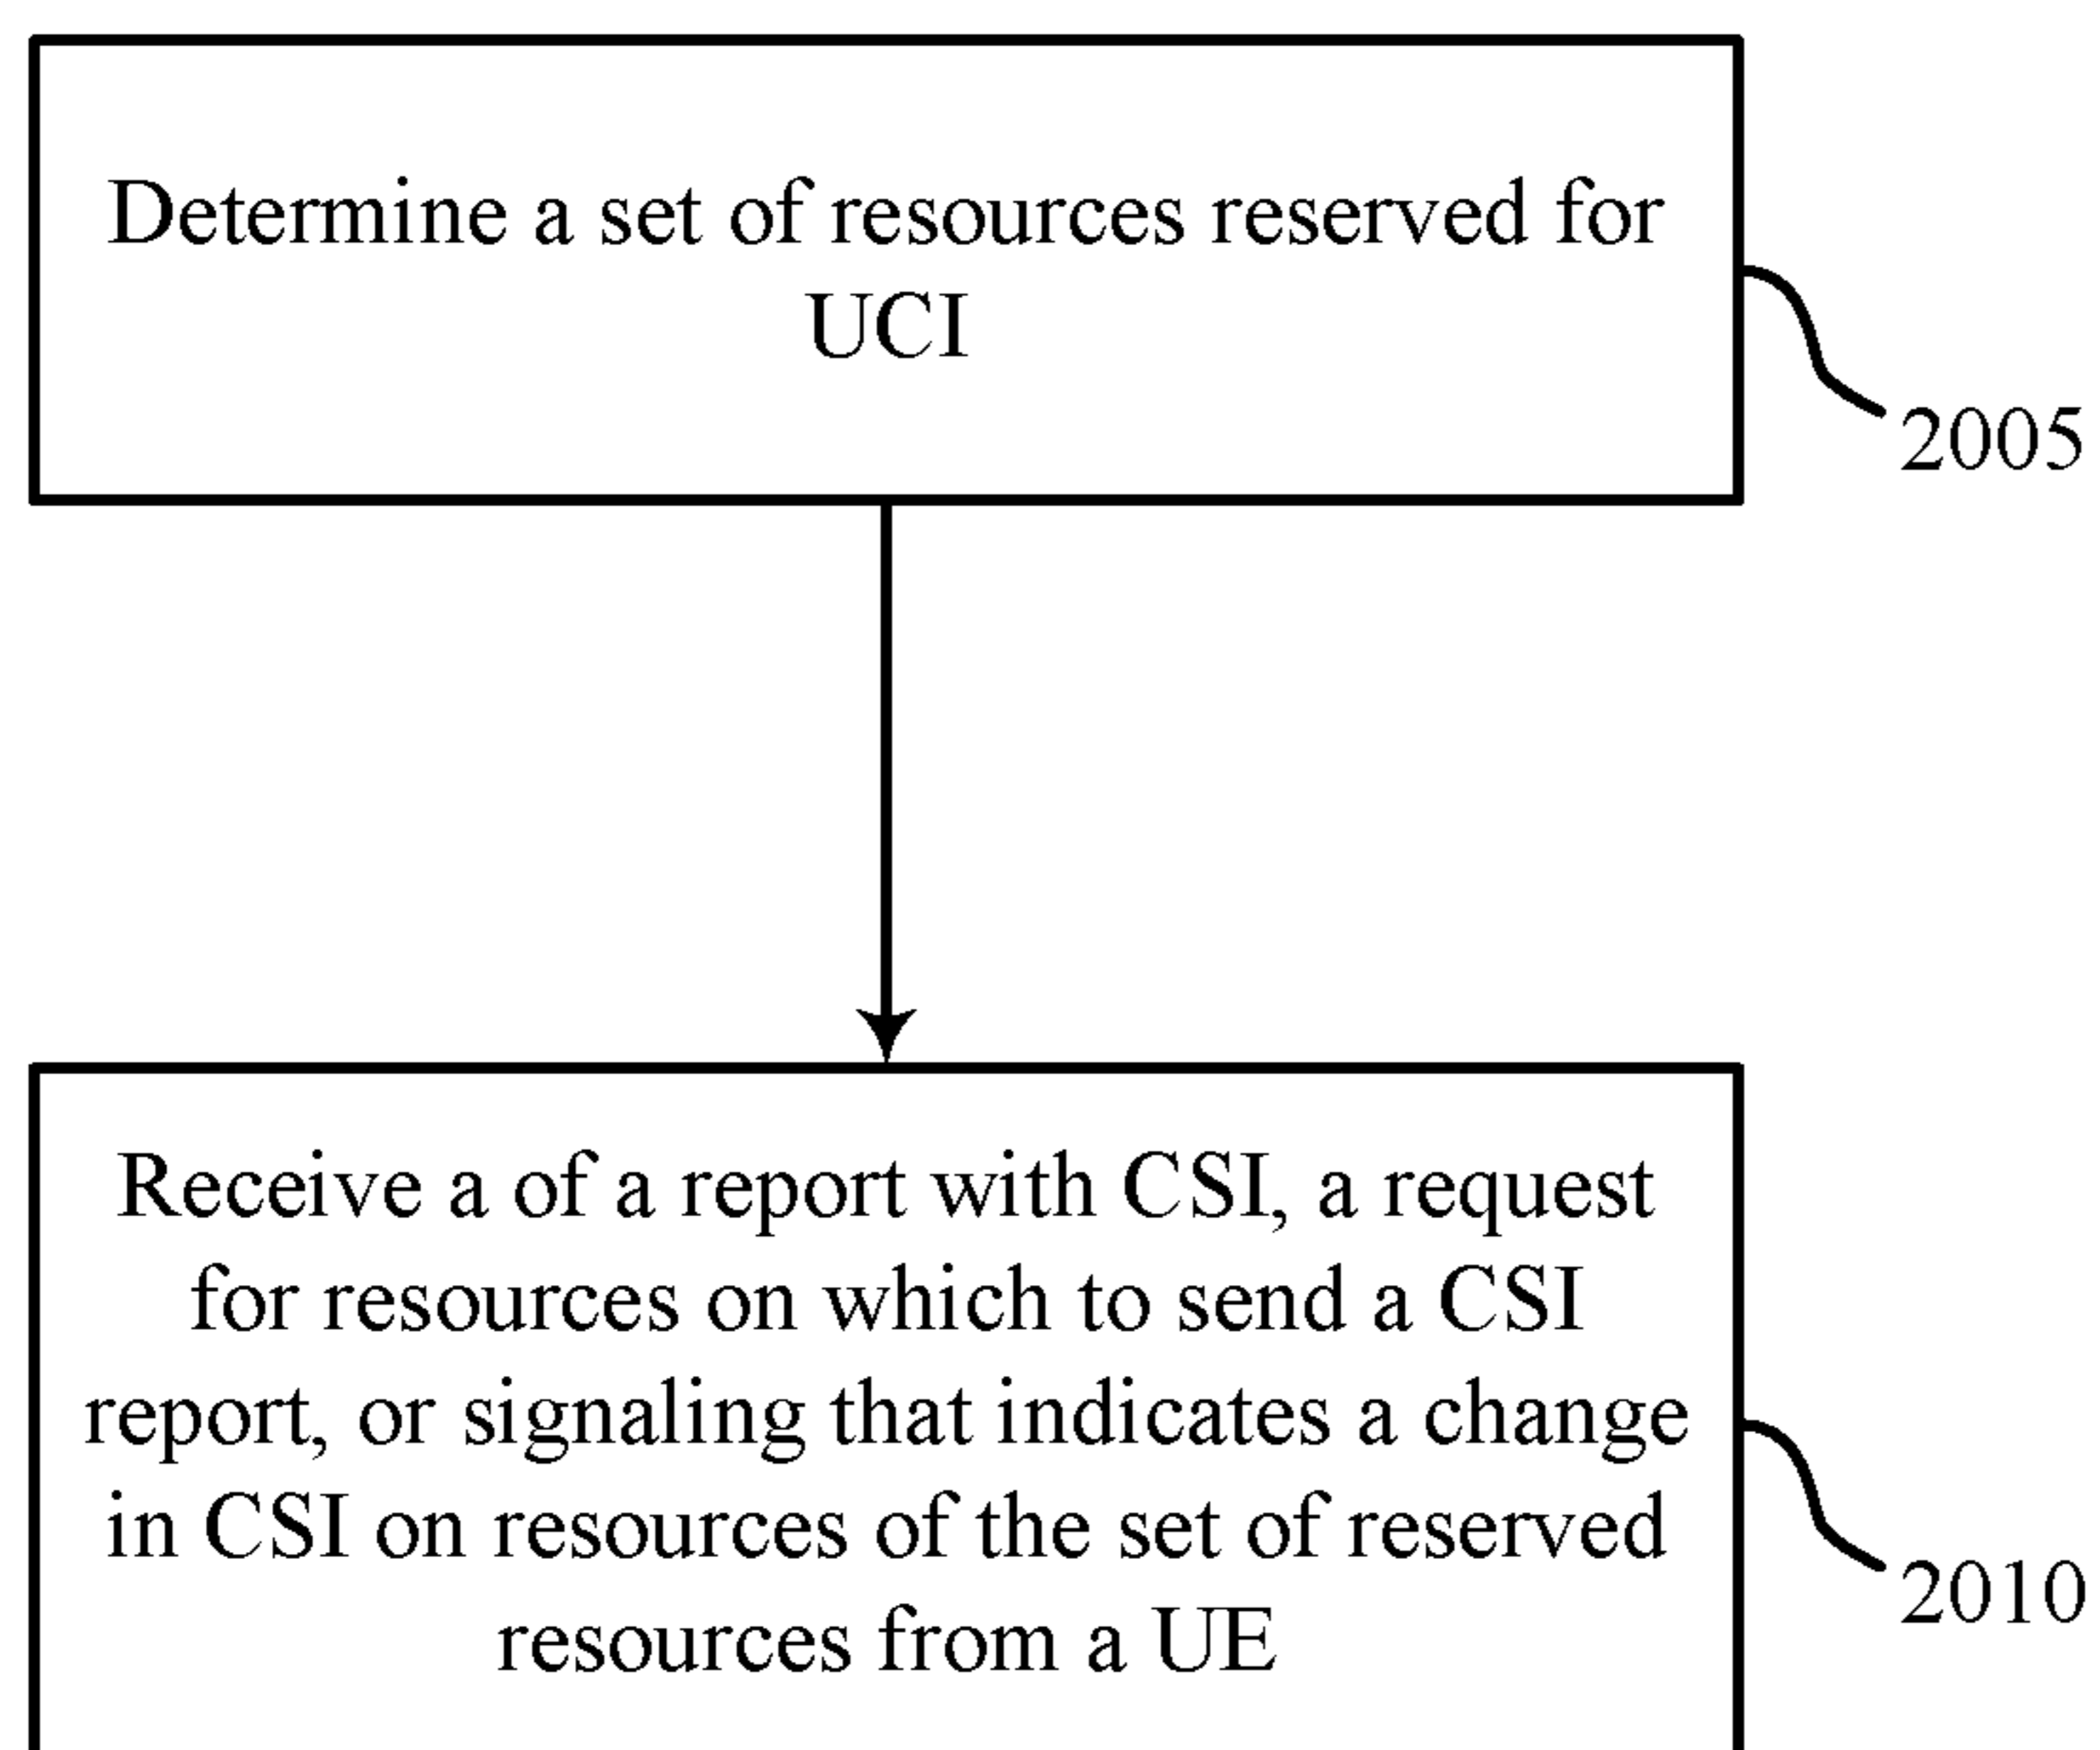 Determine a set of resources reserved for
UCI
2005
Receive a of a report with CSI, a request
for resources on which to send a CSI
report, or signaling that indicates a change
in CSI on resources of the set of reserved
resources from a UE
2010